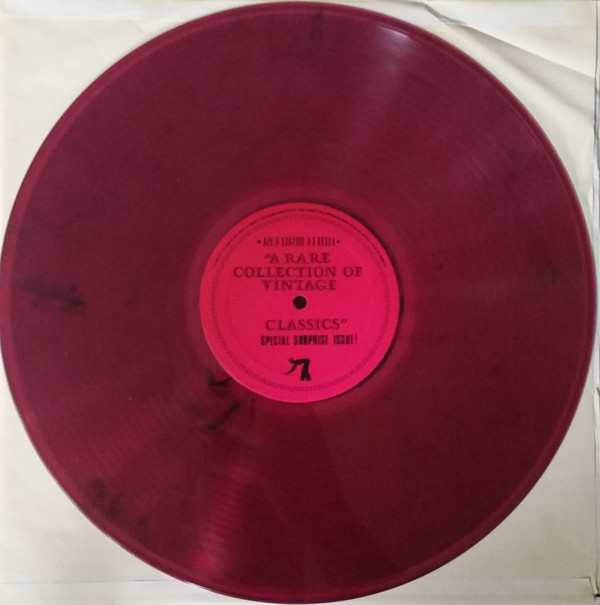 "A RARE
COLLECTION OF
VINTAGE
CLASSICS"
SPECIAL SURPRISE ISSUE!